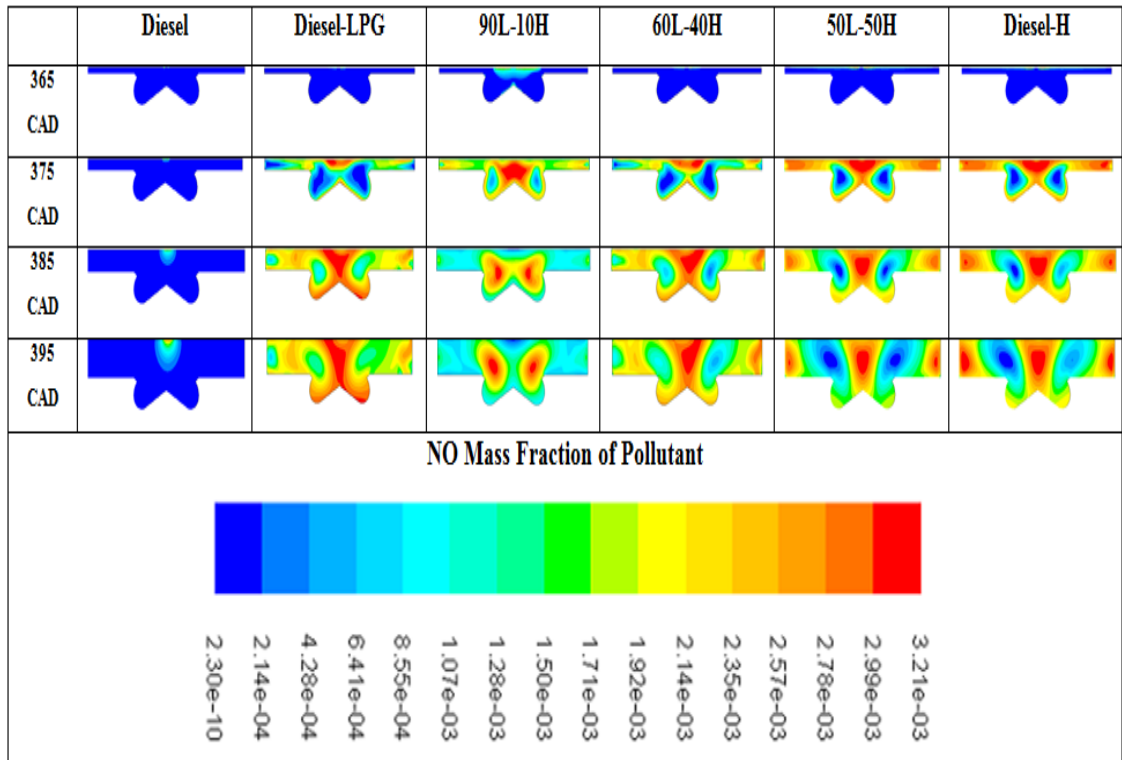 Diesel Diesel-LPG 90L-10H 60L-40H 50L-50H Diesel-H
365
CAD
375
CAD
385
CAD
395
CAD
NO Mass Fraction of Pollutant
2.30e-10
2.14e-04
4.28e-04
6.41e-04
8.55e-04
1.07e-03
1.28e-03
1.50e-03
1.71e-03
1.92e-03
2.14e-03
2.35e-03
2.57e-03
2.78e-03
2.99e-03
3.21e-03